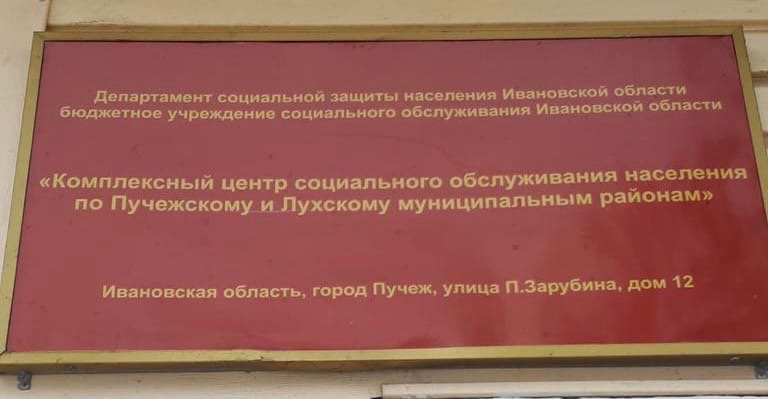 Департамент социальной защиты населения Ивановской области
бюджетное учреждение социального обслуживания Ивановской области
«Комплексный центр социального обслуживания населения
по Пучежскому и Лухскому муниципальным районам»
Ивановская область, город Пучеж, улица П.Зарубина, дом 12